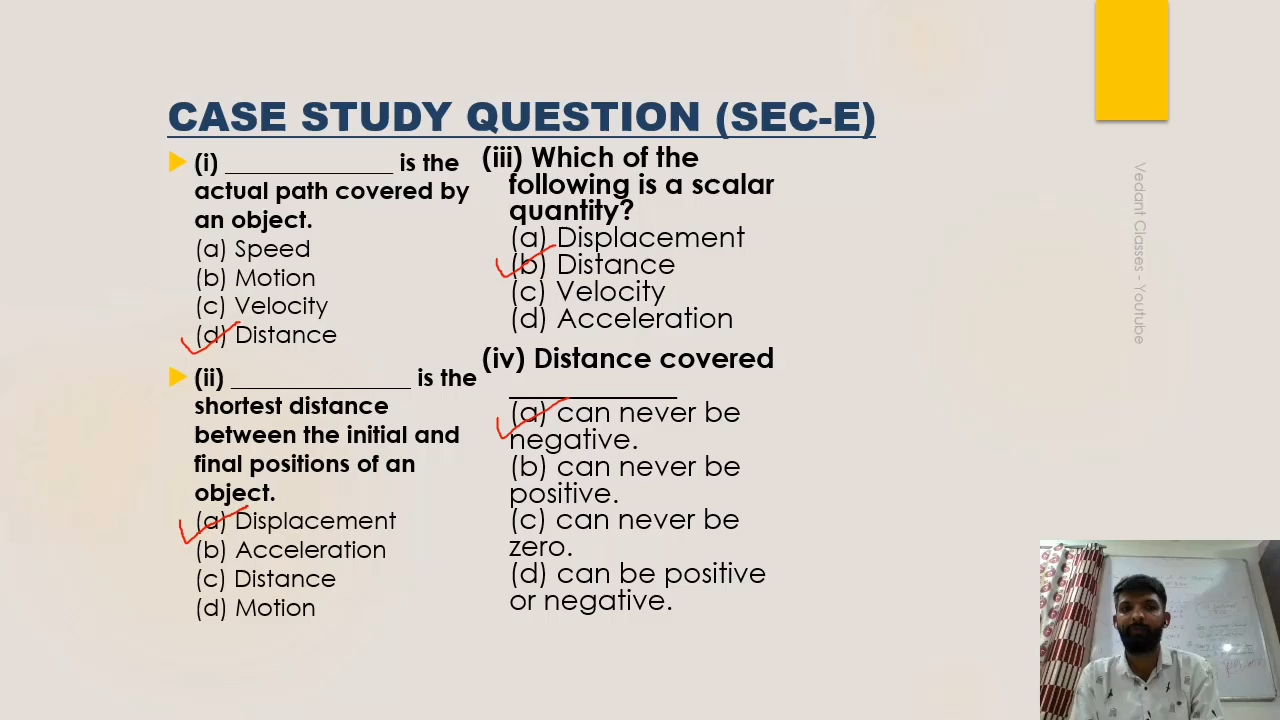 CASE STUDY QUESTION (SEC-E)
(i) ______________ is the
actual path covered by
an object.
(a) Speed
(b) Motion
(c) Velocity
(d) Distance
(ii) _______________ is the
shortest distance
between the initial and
final positions of an
object.
(a) Displacement
(b) Acceleration
(c) Distance
(d) Motion
(iii) Which of the
following is a scalar
quantity?
(a) Displacement
(b) Distance
(c) Velocity
(d) Acceleration
(iv) Distance covered
____________
(a) can never be
negative.
(b) can never be
positive.
(c) can never be
zero.
(d) can be positive
or negative.
Vedant Classes - Youtube